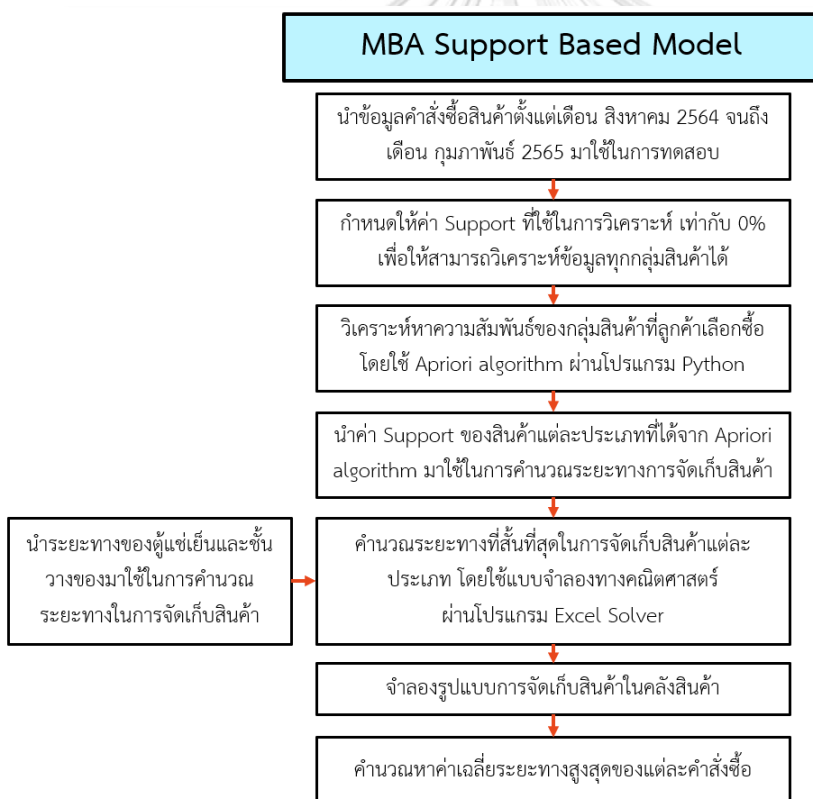 MBA Support Based Model
นำข้อมูลคำสั่งซื้อสินค้าตั้งแต่เดือน สิงหาคม 2564 จนถึง
เดือน กุมภาพันธ์ 2565 มาใช้ในการทดสอบ
กำหนดให้ค่า Support ที่ใช้ในการวิเคราะห์ เท่ากับ 0%
เพื่อให้สามารถวิเคราะห์ข้อมูลทุกกลุ่มสินค้าได้
วิเคราะห์หาความสัมพันธ์ของกลุ่มสินค้าที่ลูกค้าเลือกซื้อ
โดยใช้ Apriori algorithm ผ่านโปรแกรม Python
นำค่า Support ของสินค้าแต่ละประเภทที่ได้จาก Apriori
algorithm มาใช้ในการคำนวณระยะทางการจัดเก็บสินค้า
นำระยะทางของตู้แช่เย็นและชั้น
วางของมาใช้ในการคำนวณ
ระยะทางในการจัดเก็บสินค้า
คำนวณระยะทางที่สั้นที่สุดในการจัดเก็บสินค้าแต่ละ
ประเภท โดยใช้แบบจำลองทางคณิตศาสตร์
ผ่านโปรแกรม Excel Solver
จำลองรูปแบบการจัดเก็บสินค้าในคลังสินค้า
คำนวณหาค่าเฉลี่ยระยะทางสูงสุดของแต่ละคำสั่งซื้อ